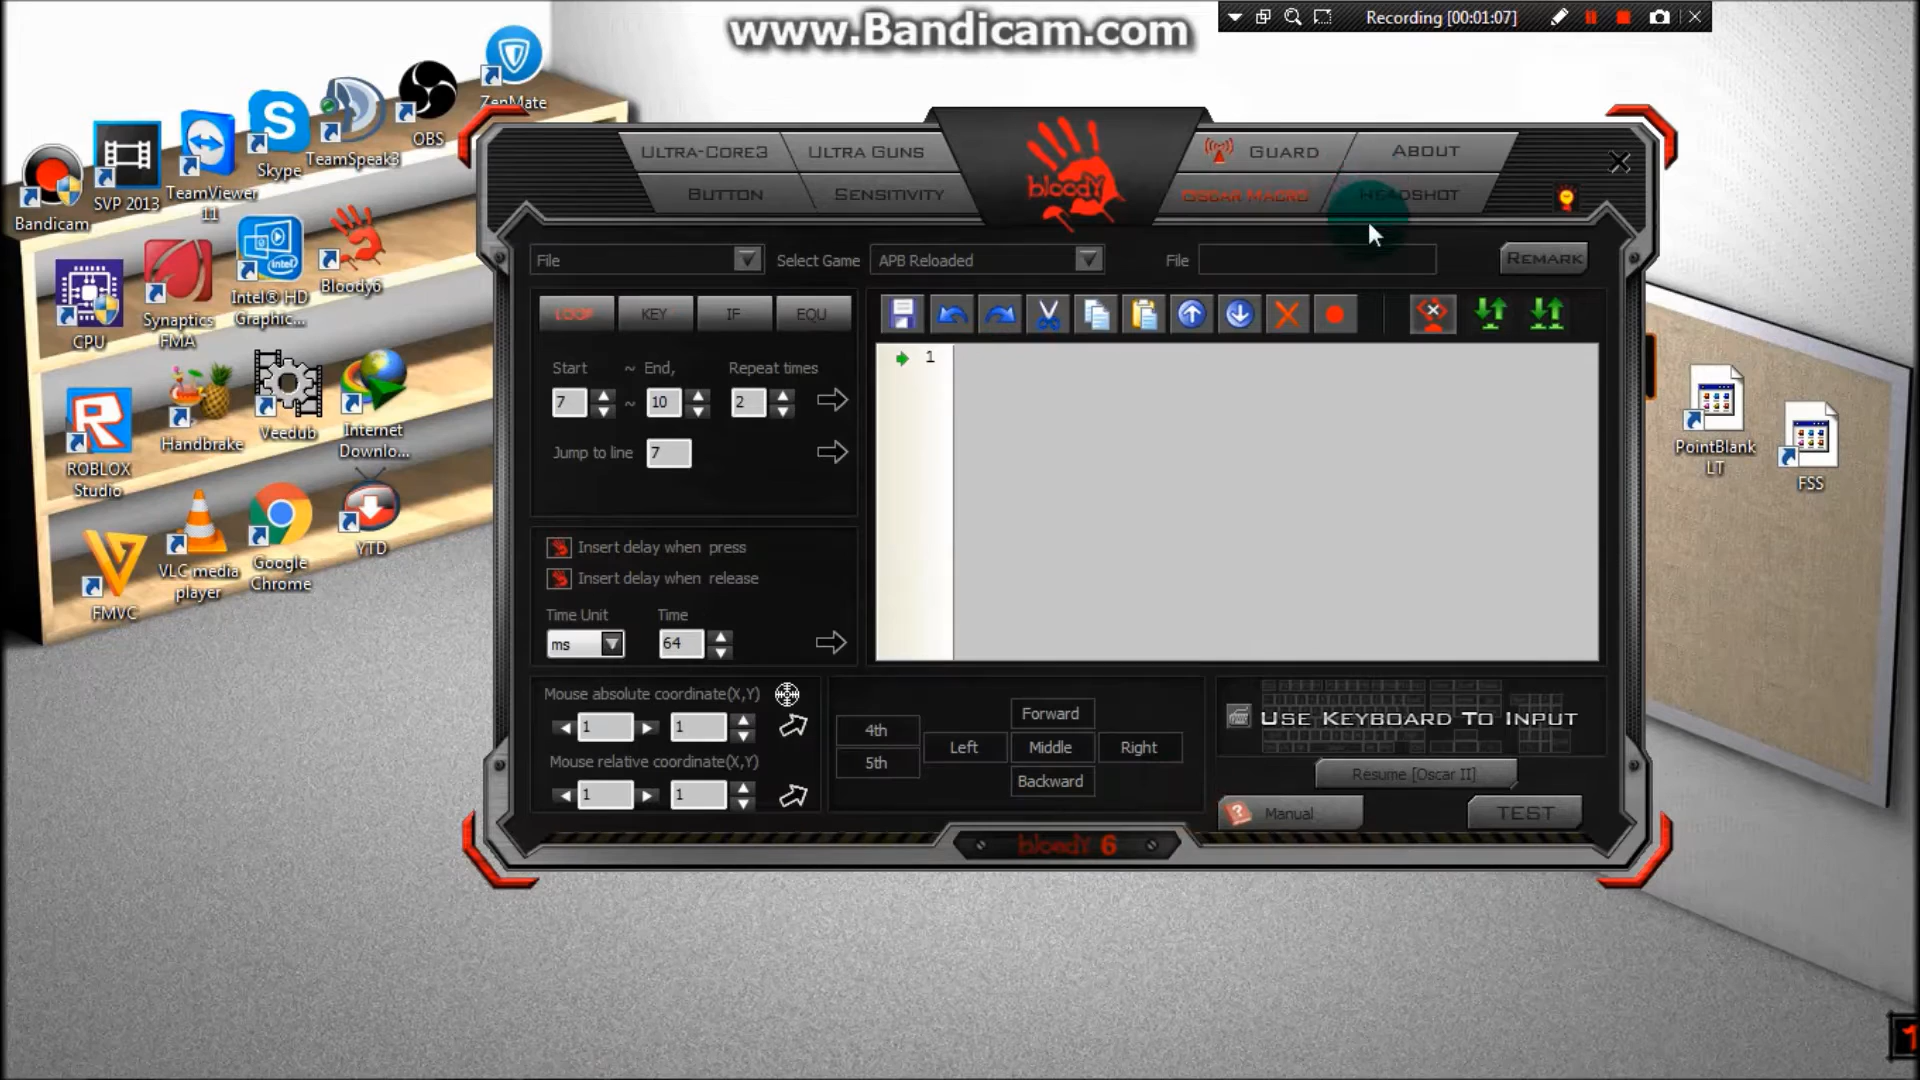 www.Bandicam.com
Recording [00:01:07]
ZenMate
OBS
TeamSpeak3
Skype
TeamViewer
11
SVP 2013
Bandicam
Bloody6
Intel® HD
Graphic...
Synaptics
FMA
CPU
Internet
Downlo...
Veedub
Handbrake
ROBLOX
Studio
YTD
Google
Chrome
VLC media
player
FMVC
PointBlank
LT
FSS
ULTRA-CORE3
ULTRA GUNS
bloody
GUARD
ABOUT
BUTTON
SENSITIVITY
OSCAR MACRO
HEADSHOT
File
Select Game
APB Reloaded
File
REMARK
LOOP
KEY
IF
EQU
1
Start
~ End,
Repeat times
7
~
10
2
Jump to line
7
Insert delay when press
Insert delay when release
Time Unit
Time
ms
64
Mouse absolute coordinate(X,Y)
1
1
Mouse relative coordinate(X,Y)
1
1
4th
5th
Left
Forward
Middle
Backward
Right
USE KEYBOARD TO INPUT
Resume [Oscar II]
Manual
TEST
bloody 6